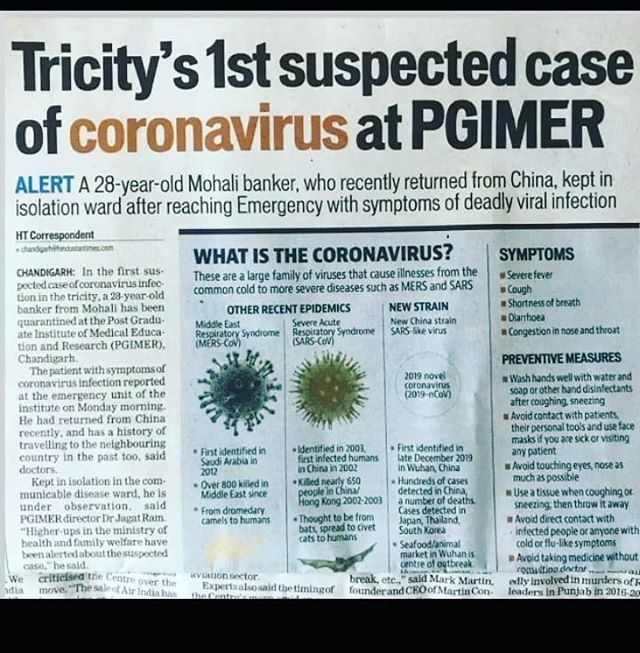 Tricity's 1st suspected case
of coronavirus at PGIMER
ALERT A 28-year-old Mohali banker, who recently returned from China, kept in
isolation ward after reaching Emergency with symptoms of deadly viral infection
HT Correspondent
CHANDIGARH: In the first sus-
pected case of coronavirus infec-
tion in the tricity, a 28-year-old
banker from Mohali has been
quarantined at the Post Gradu-
ate Institute of Medical Educa-
tion and Research (PGIMER),
Chandigarh.
The patient with symptoms of
coronavirus infection reported
at the emergency unit of the
institute on Monday morning.
He had returned from China
recently, and has a history of
travelling to the neighbouring
country in the past too, said
doctors.
Kept in isolation in the com-
municable disease ward, he is
under observation, said
PGIMER director Dr Jagat Ram.
"Higher-ups in the ministry of
health and family welfare have
been alerted about the suspected
case," he said.
WHAT IS THE CORONAVIRUS?
These are a large family of viruses that cause illnesses from the
common cold to more severe diseases such as MERS and SARS
OTHER RECENT EPIDEMICS
Middle East
Respiratory Syndrome
(MERS-CoV)
First identified in
Saudi Arabia in
2012
Over 800 killed in
Middle East since
From dromedary
camels to humans
Severe Acute
Respiratory Syndrome
(SARS-CoV)
Identified in 2003,
first infected humans
in China in 2002
Killed nearly 650
people in China/
Hong Kong 2002-2003
Thought to be from
bats, spread to civet
cats to humans
NEW STRAIN
New China strain
SARS-like virus
2019 novel
coronavirus
(2019-nCoV)
First identified in
late December 2019
in Wuhan, China
Hundreds of cases
detected in China,
a number of deaths.
Cases detected in
Japan, Thailand,
South Korea
Seafood/animal
market in Wuhan is
centre of outbreak
SYMPTOMS
Severe fever
Cough
Shortness of breath
Diarrhoea
Congestion in nose and throat
PREVENTIVE MEASURES
Wash hands well with water and
soap or other hand disinfectants
after coughing, sneezing
Avoid contact with patients,
their personal tools and use face
masks if you are sick or visiting
any patient
Avoid touching eyes, nose as
much as possible
Use a tissue when coughing or
sneezing; then throw it away
Avoid direct contact with
infected people or anyone with
cold or flu-like symptoms
Avoid taking medicine without
We criticised the Centre over the
move. "The sale of Air India has
aviation sector.
Experts also said the timing of
break, etc.," said Mark Martin,
founder and CEO of Martin Con-
edly involved in murders of
leaders in Punjab in 2016-20